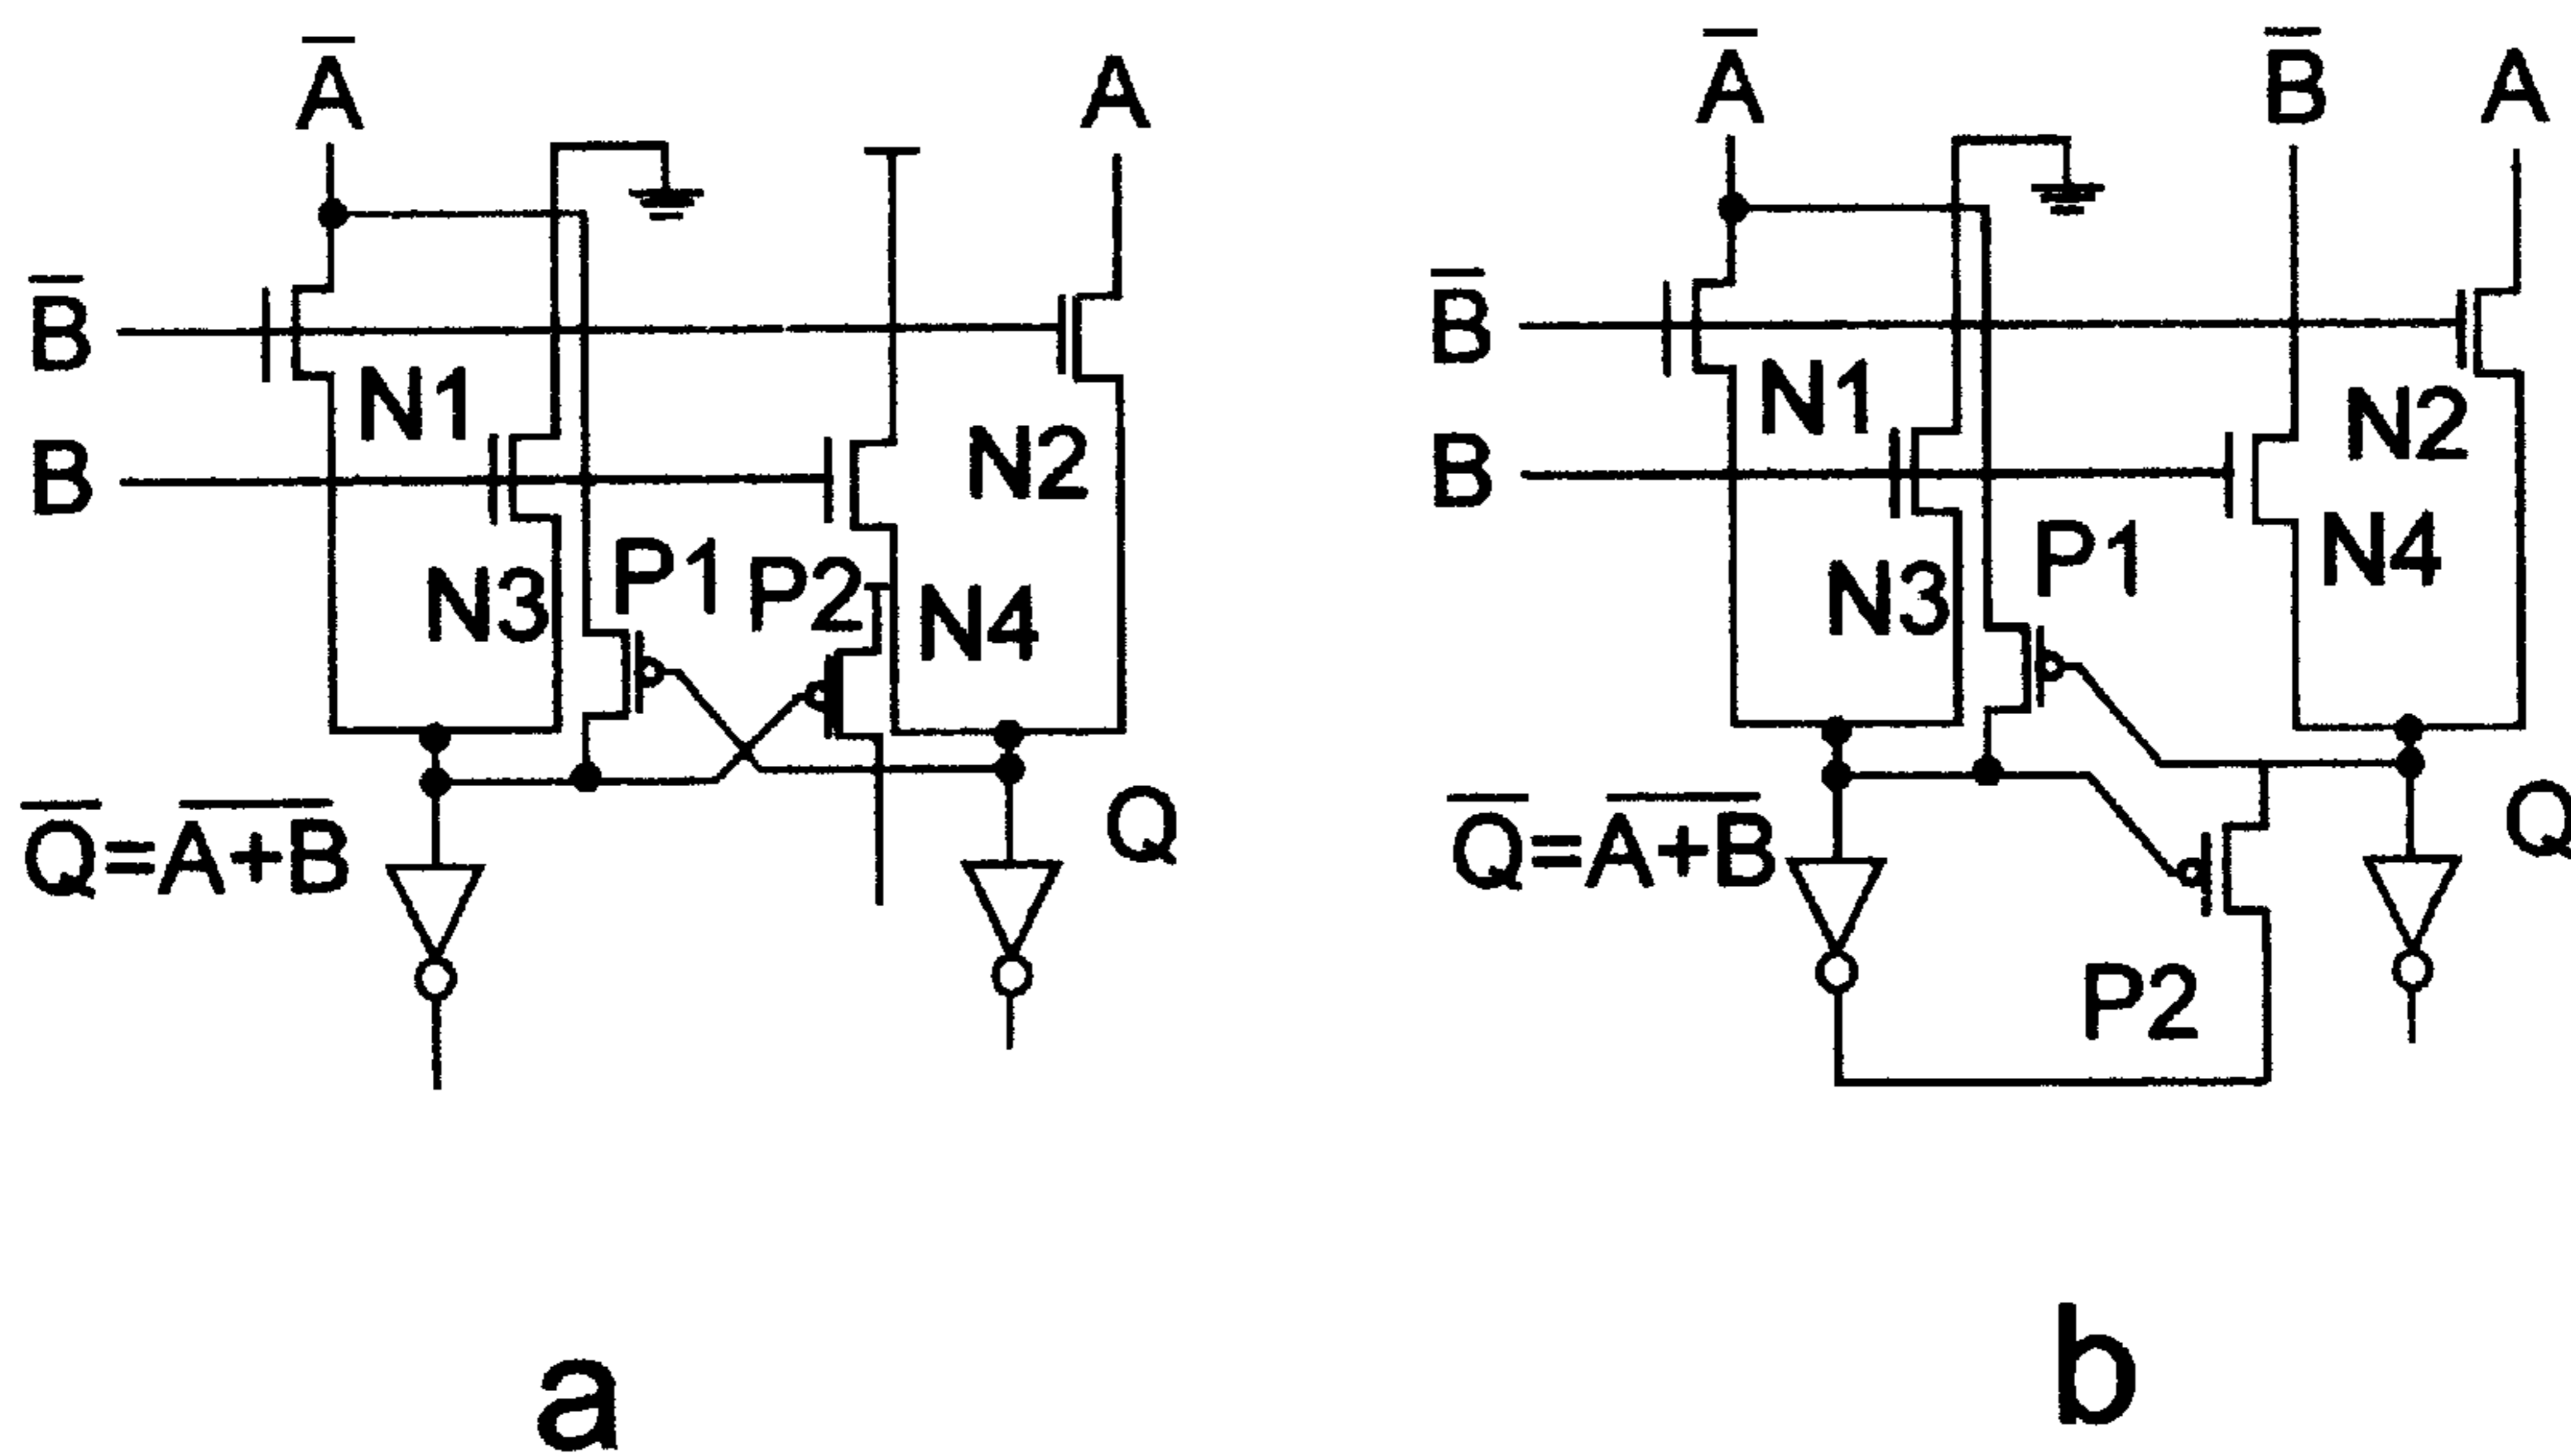 A̅ A
B̅
N1
B N2
N3 P1 P2 N4
Q̅=A̅+̅B̅ Q
a
A̅ B̅ A
B̅
N1 N2
B
N3 P1 N4
Q̅=A̅+̅B̅ Q
P2
b